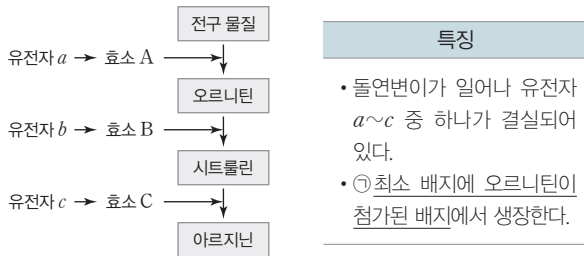 전구 물질
유전자 a → 효소 A
오르니틴
유전자 b → 효소 B
시트룰린
유전자 c → 효소 C
아르지닌
특징
• 돌연변이가 일어나 유전자
a~c 중 하나가 결실되어
있다.
• ㉠최소 배지에 오르니틴이
첨가된 배지에서 생장한다.